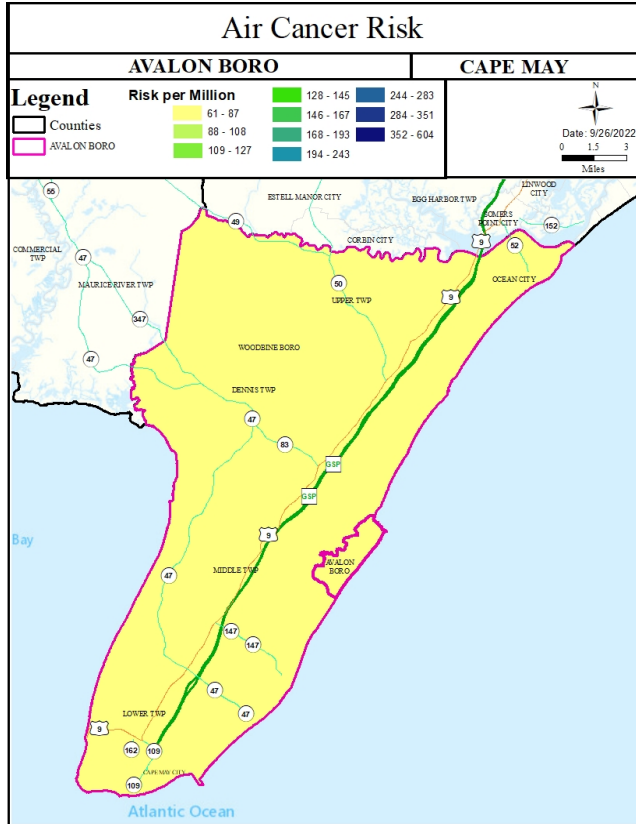 Air Cancer Risk
AVALON BORO
CAPE MAY
Legend
Counties
AVALON BORO
Risk per Million
61 - 87
88 - 108
109 - 127
128 - 145
146 - 167
168 - 193
194 - 243
244 - 283
284 - 351
352 - 604
N
Date: 9/26/2022
0 1.5 3
Miles
55
49
ESTELL MANOR CITY
EGG HARBOR TWP
LINWOOD
CITY
SOMERS
POINT CITY
152
CORBIN CITY
9
52
COMMERCIAL
TWP
47
MAURICE RIVER TWP
OCEAN CITY
50
UPPER TWP
9
347
47
WOODBINE BORO
DENNIS TWP
47
83
GSP
GSP
9
Bay
AVALON
BORO
MIDDLE TWP
47
147
147
47
47
LOWER TWP
9
162
109
CAPE MAY CITY
109
Atlantic Ocean